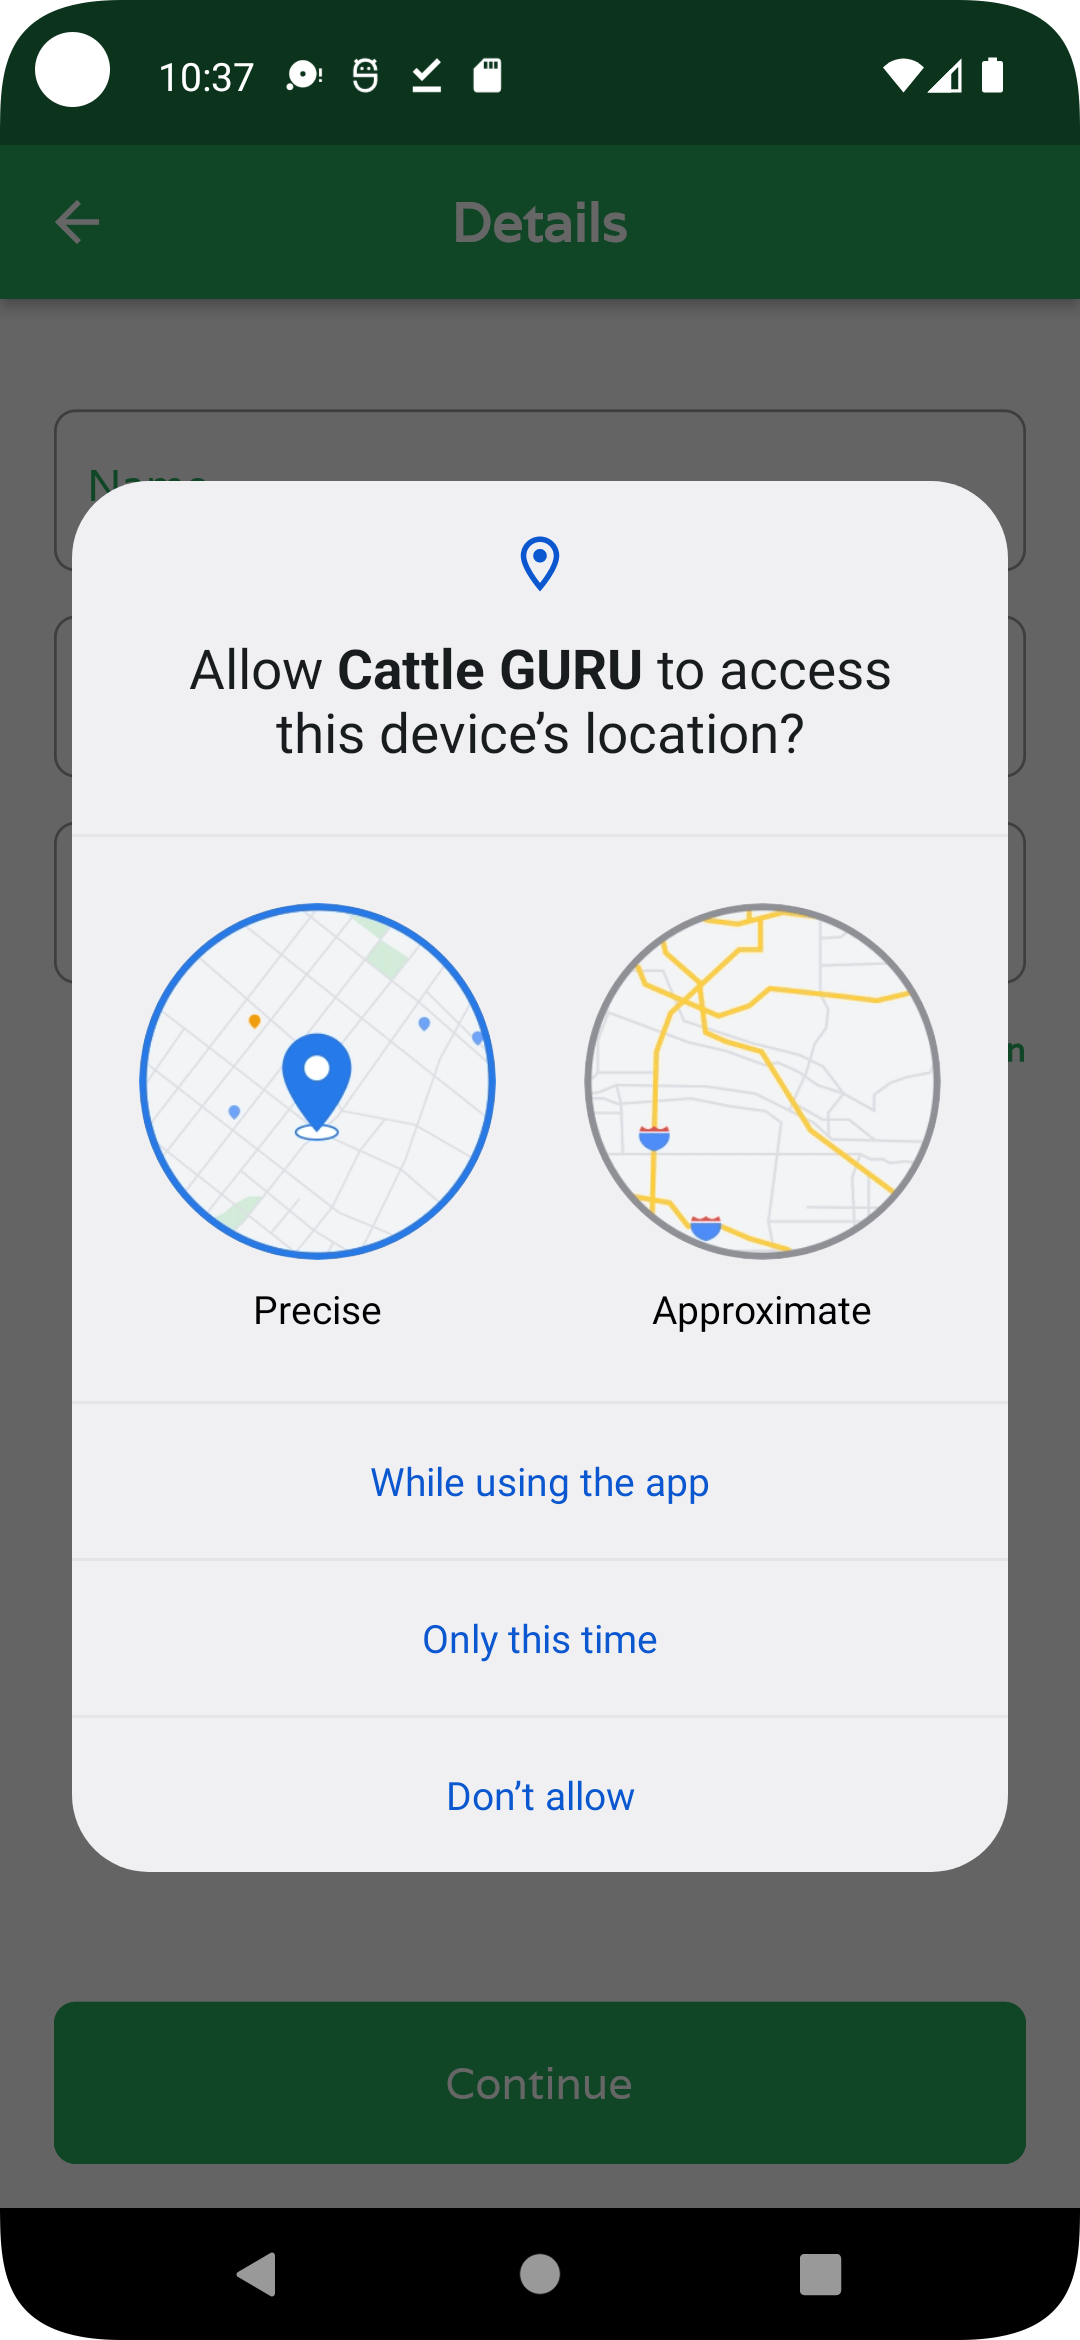 10:37
Details
Name
Allow Cattle GURU to access
this device’s location?
Precise
Approximate
While using the app
Only this time
Don’t allow
Continue